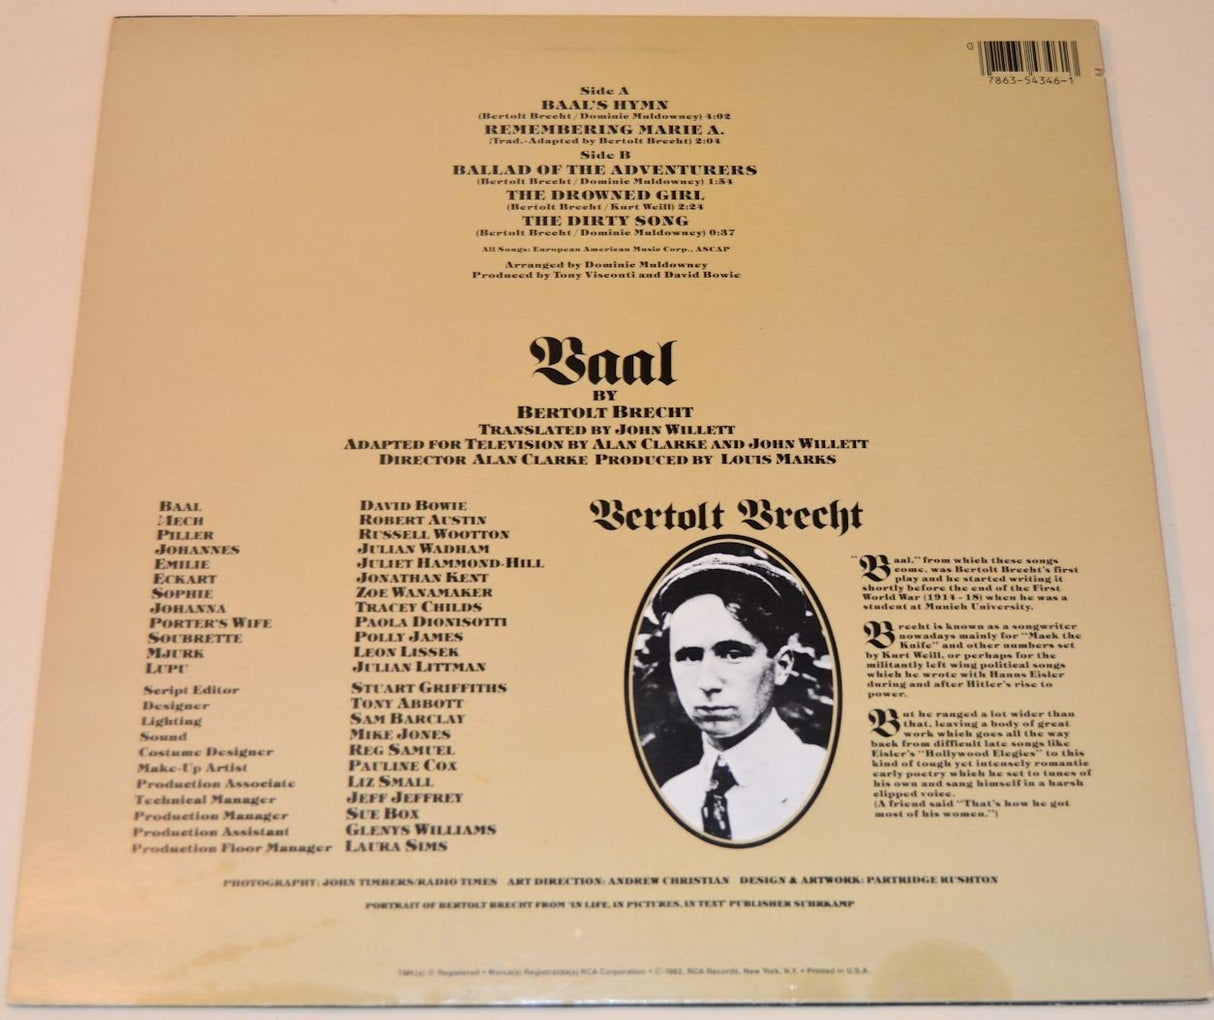 0
7863-54346-1
Side A
BAAL'S HYMN
(Bertolt Brecht/Dominic Muldowney) 4:02
REMEMBERING MARIE A.
(Trad.-Adapted by Bertolt Brecht) 2:04
Side B
BALLAD OF THE ADVENTURERS
(Bertolt Brecht/Dominic Muldowney) 1:54
THE DROWNED GIRL
(Bertolt Brecht/Kurt Weill) 2:24
THE DIRTY SONG
(Bertolt Brecht/Dominic Muldowney) 0:37
All Songs: European American Music Corp., ASCAP
Arranged by Dominic Muldowney
Produced by Tony Visconti and David Bowie
Baal
BY
BERTOLT BRECHT
TRANSLATED BY JOHN WILLETT
ADAPTED FOR TELEVISION BY ALAN CLARKE AND JOHN WILLETT
DIRECTOR ALAN CLARKE PRODUCED BY LOUIS MARKS
BAAL DAVID BOWIE
MECH ROBERT AUSTIN
PILLER RUSSELL WOOTTON
JOHANNES JULIAN WADHAM
EMILIE JULIET HAMMOND-HILL
ECKART JONATHAN KENT
SOPHIE ZOE WANAMAKER
JOHANNA TRACEY CHILDS
PORTER'S WIFE PAOLA DIONISOTTI
SOUBRETTE POLLY JAMES
MJURK LEON LISSEK
LUPU JULIAN LITTMAN
Script Editor STUART GRIFFITHS
Designer TONY ABBOTT
Lighting SAM BARCLAY
Sound MIKE JONES
Costume Designer REG SAMUEL
Make-Up Artist PAULINE COX
Production Associate LIZ SMALL
Technical Manager JEFF JEFFREY
Production Manager SUE BOX
Production Assistant GLENYS WILLIAMS
Production Floor Manager LAURA SIMS
Bertolt Brecht
"Baal," from which these songs
come, was Bertolt Brecht's first
play and he started writing it
shortly before the end of the First
World War (1914-18) when he was a
student at Munich University.
Brecht is known as a songwriter
nowadays mainly for "Mack the
Knife" and other numbers set
by Kurt Weill, or perhaps for the
militantly left wing political songs
which he wrote with Hanns Eisler
during and after Hitler's rise to
power.
But he ranged a lot wider than
that, leaving a body of great
work which goes all the way
back from difficult late songs like
Eisler's "Hollywood Elegies" to this
kind of tough yet intensely romantic
early poetry which he set to tunes of
his own and sang himself in a harsh
clipped voice.
(A friend said "That's how he got
most of his women.")
PHOTOGRAPHY: JOHN TIMBERS/RADIO TIMES ART DIRECTION: ANDREW CHRISTIAN DESIGN & ARTWORK: PARTRIDGE RUSHTON
PORTRAIT OF BERTOLT BRECHT FROM 'IN LIFE, IN PICTURES, IN TEXT' PUBLISHER SUHRKAMP
TMK(s) ® Registered • Marca(s) Registrada(s) RCA Corporation • © 1982, RCA Records, New York, N.Y. • Printed in U.S.A.